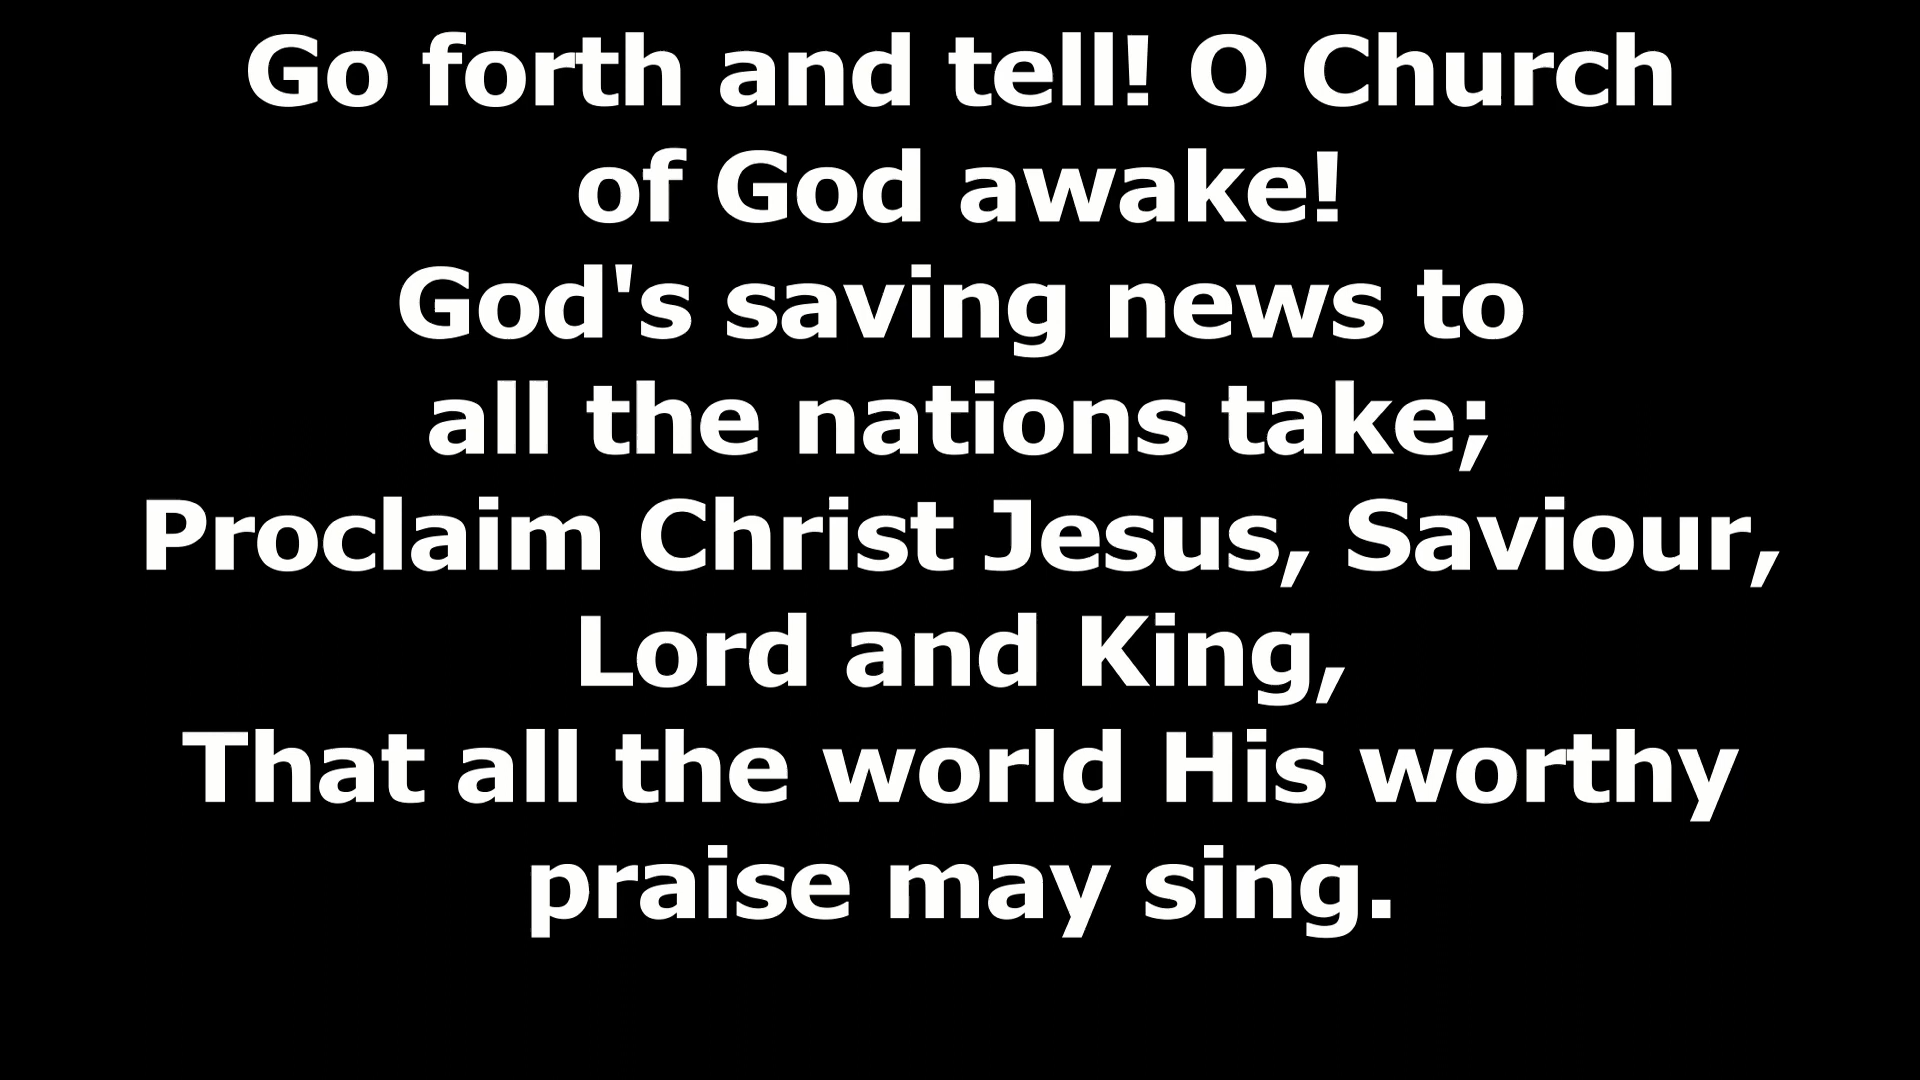 Go forth and tell! O Church
of God awake!
God's saving news to
all the nations take;
Proclaim Christ Jesus, Saviour,
Lord and King,
That all the world His worthy
praise may sing.